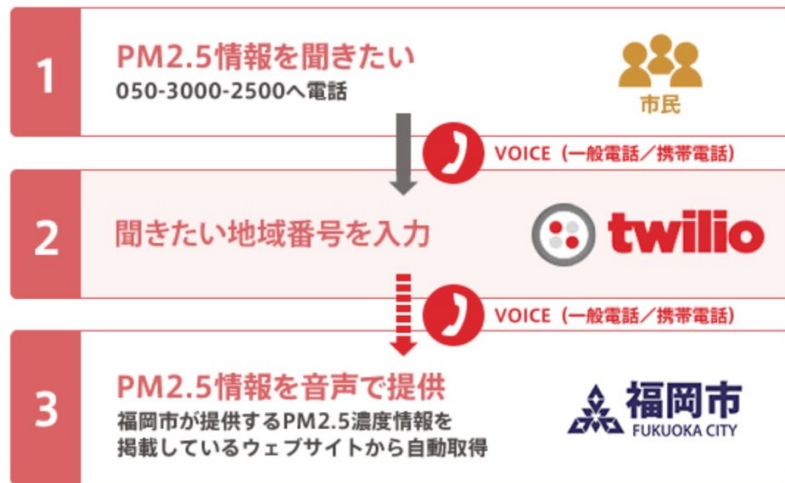 1
PM2.5情報を聞きたい
050-3000-2500へ電話
市民
VOICE（一般電話／携帯電話）
2
聞きたい地域番号を入力
twilio
VOICE（一般電話／携帯電話）
3
PM2.5情報を音声で提供
福岡市が提供するPM2.5濃度情報を
掲載しているウェブサイトから自動取得
福岡市
FUKUOKA CITY